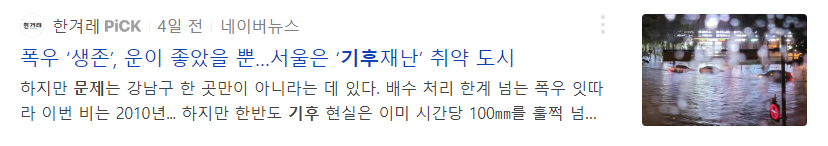 한겨레 한겨레 PiCK 4일 전 네이버뉴스
폭우 ‘생존’, 운이 좋았을 뿐...서울은 ‘기후재난’ 취약 도시
하지만 문제는 강남구 한 곳만이 아니라는 데 있다. 배수 처리 한계 넘는 폭우 잇따
라 이번 비는 2010년... 하지만 한반도 기후 현실은 이미 시간당 100㎜를 훌쩍 넘...